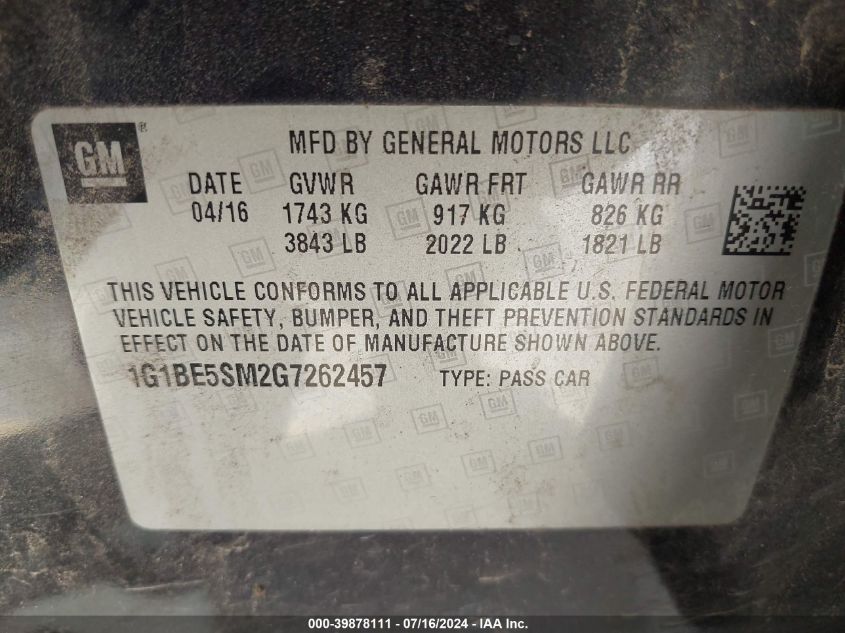 GM ® MFD BY GENERAL MOTORS LLC
DATE GVWR GAWR FRT GAWR RR
04/16 1743 KG 917 KG 826 KG
3843 LB 2022 LB 1821 LB
THIS VEHICLE CONFORMS TO ALL APPLICABLE U.S. FEDERAL MOTOR
VEHICLE SAFETY, BUMPER, AND THEFT PREVENTION STANDARDS IN
EFFECT ON THE DATE OF MANUFACTURE SHOWN ABOVE.
1G1BE5SM2G7262457 TYPE: PASS CAR
000-39878111 - 07/16/2024 - IAA Inc.